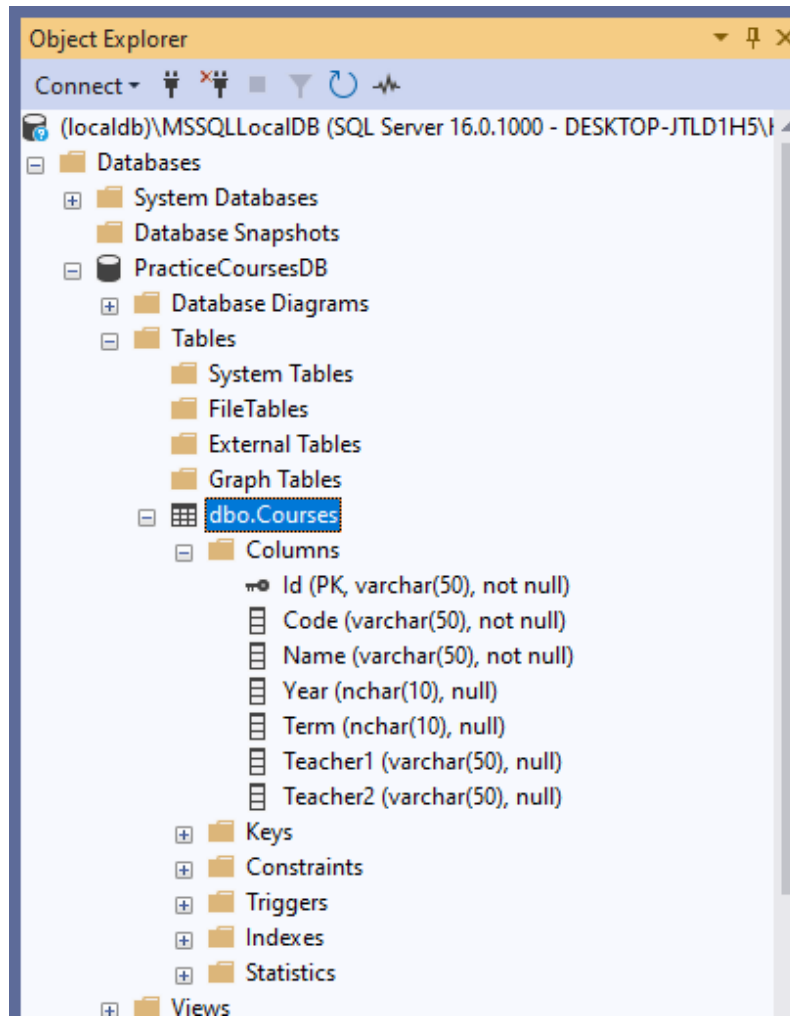 Object Explorer
Connect
(localdb)\MSSQLLocalDB (SQL Server 16.0.1000 - DESKTOP-JTLD1H5\
Databases
System Databases
Database Snapshots
PracticeCoursesDB
Database Diagrams
Tables
System Tables
FileTables
External Tables
Graph Tables
dbo.Courses
Columns
Id (PK, varchar(50), not null)
Code (varchar(50), not null)
Name (varchar(50), not null)
Year (nchar(10), null)
Term (nchar(10), null)
Teacher1 (varchar(50), null)
Teacher2 (varchar(50), null)
Keys
Constraints
Triggers
Indexes
Statistics
Views